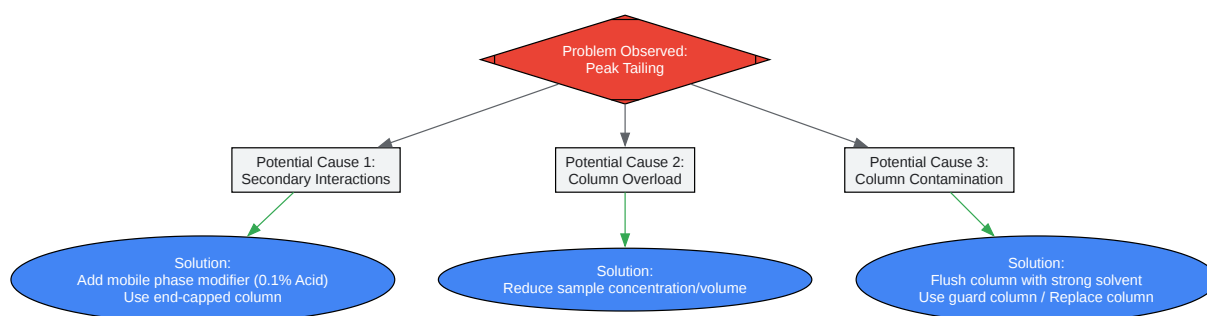 Problem Observed:
Peak Tailing
Potential Cause 1:
Secondary Interactions
Potential Cause 2:
Column Overload
Potential Cause 3:
Column Contamination
Solution:
Add mobile phase modifier (0.1% Acid)
Use end-capped column
Solution:
Reduce sample concentration/volume
Solution:
Flush column with strong solvent
Use guard column / Replace column